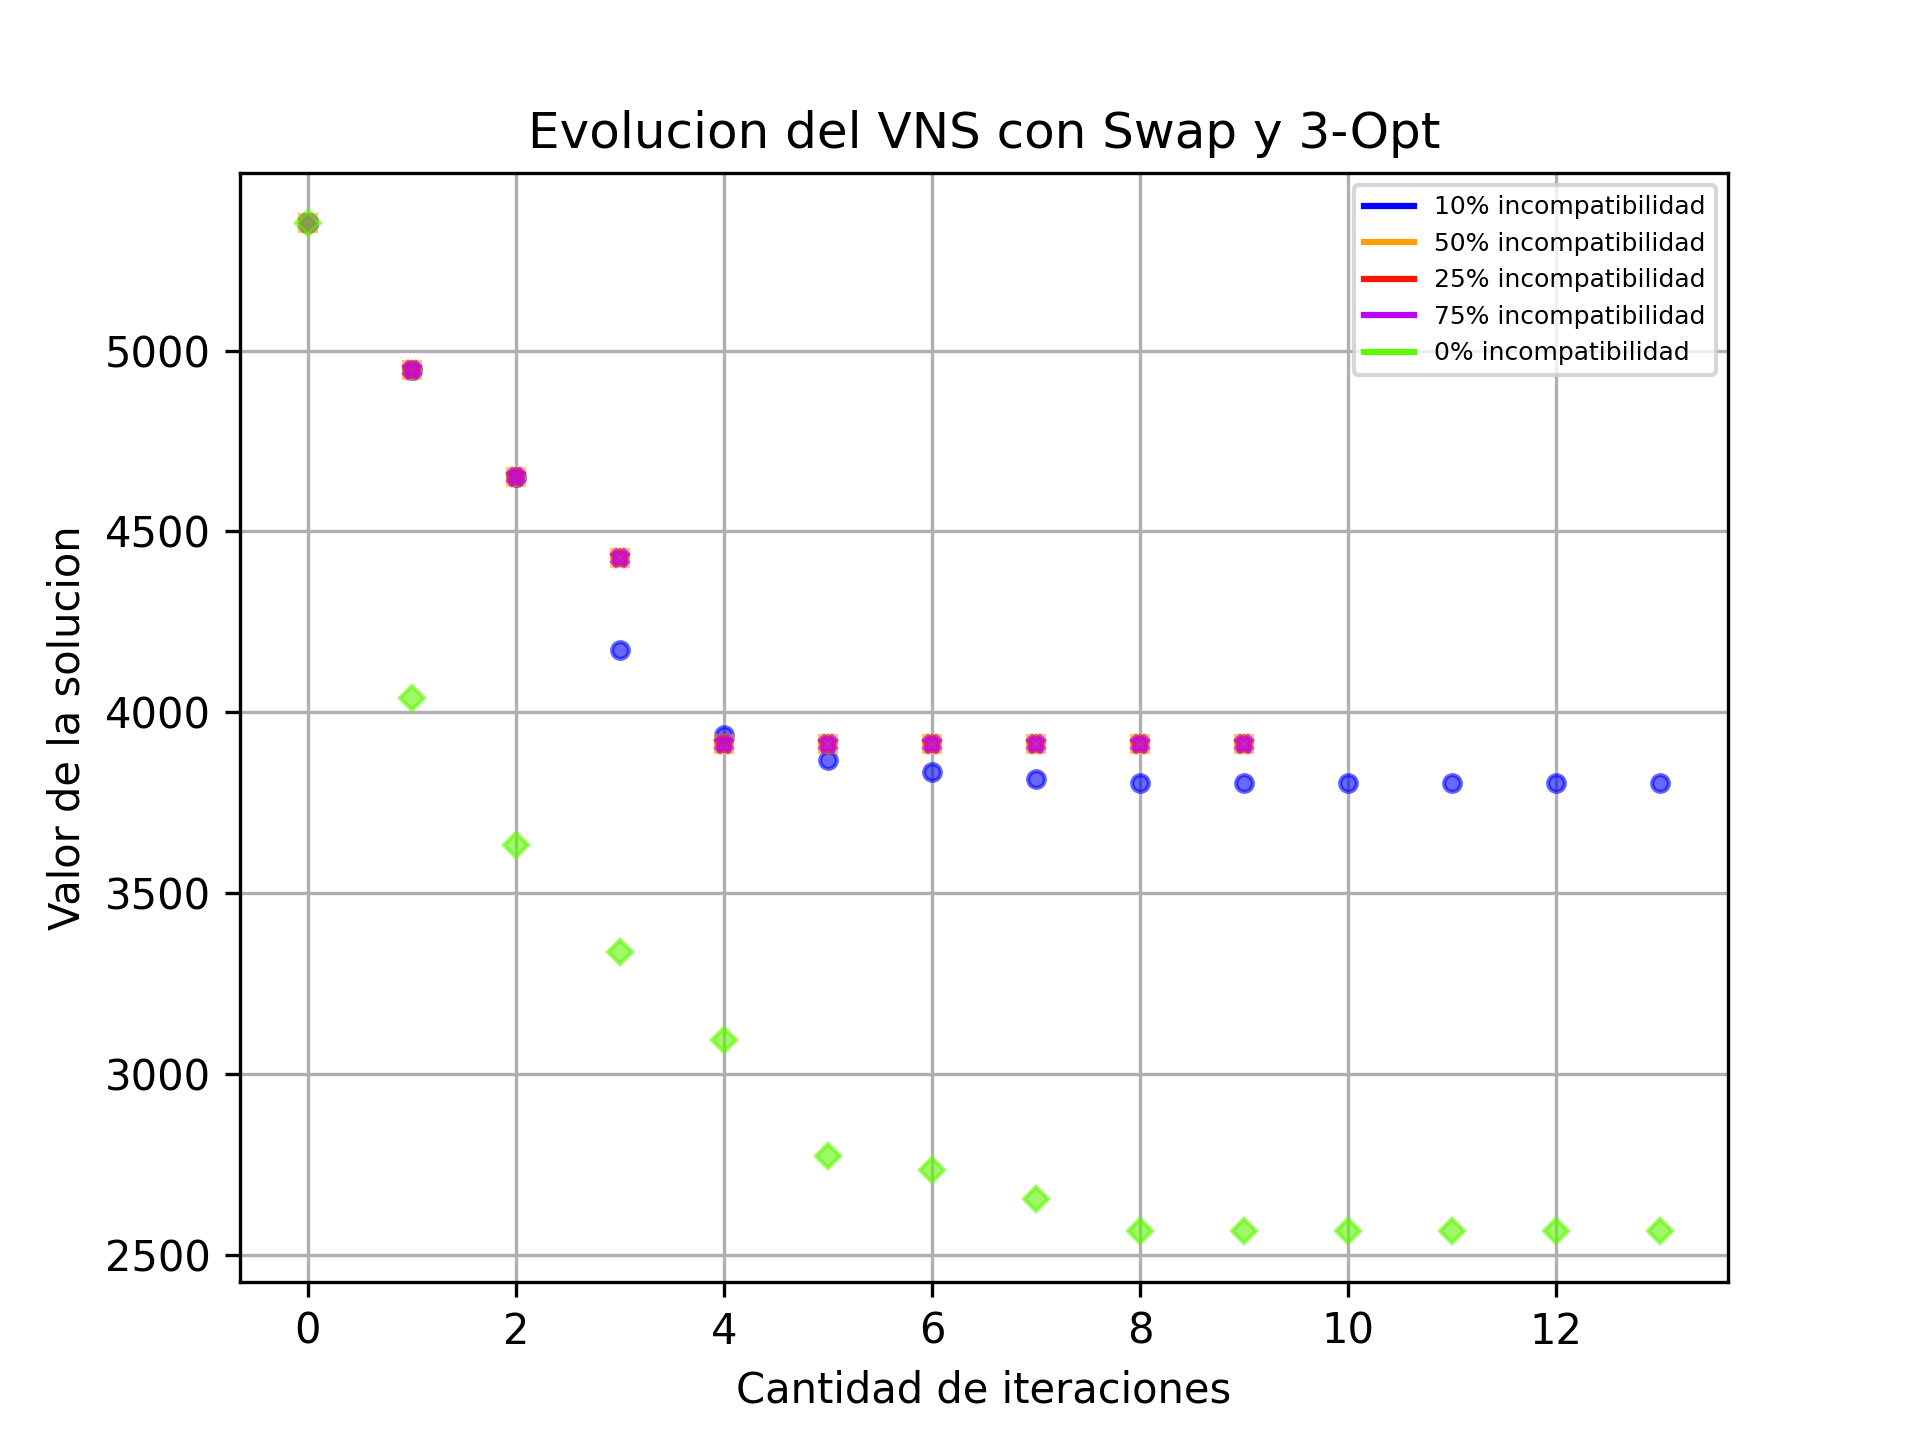 Evolucion del VNS con Swap y 3-Opt
10% incompatibilidad
50% incompatibilidad
25% incompatibilidad
75% incompatibilidad
0% incompatibilidad
Valor de la solucion
5000
4500
4000
3500
3000
2500
0 2 4 6 8 10 12
Cantidad de iteraciones